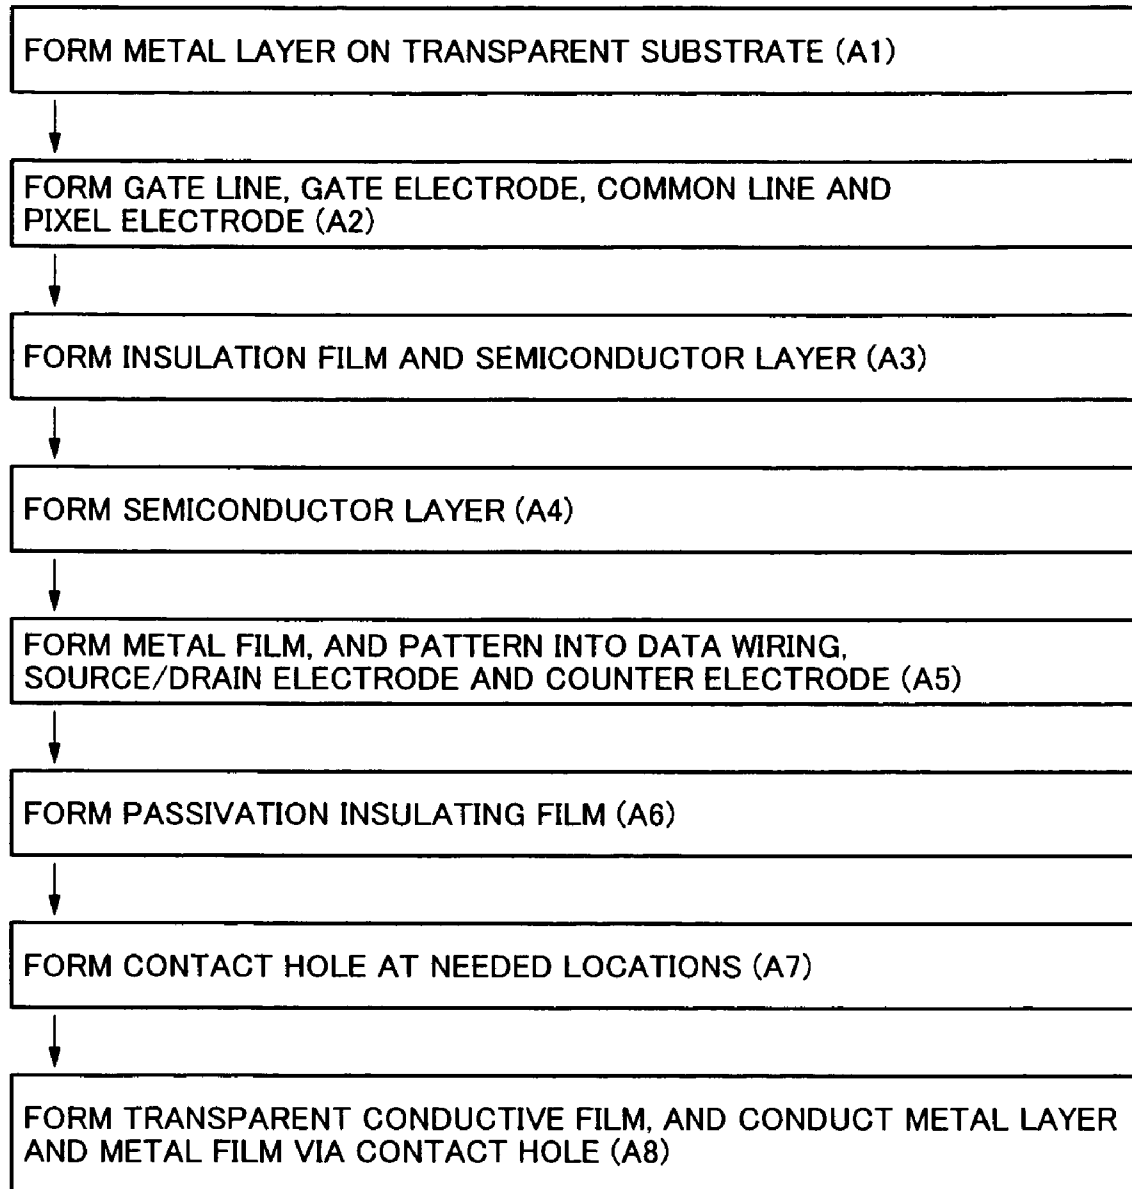 FORM METAL LAYER ON TRANSPARENT SUBSTRATE (A1)
FORM GATE LINE, GATE ELECTRODE, COMMON LINE AND
PIXEL ELECTRODE (A2)
FORM INSULATION FILM AND SEMICONDUCTOR LAYER (A3)
FORM SEMICONDUCTOR LAYER (A4)
FORM METAL FILM, AND PATTERN INTO DATA WIRING,
SOURCE/DRAIN ELECTRODE AND COUNTER ELECTRODE (A5)
FORM PASSIVATION INSULATING FILM (A6)
FORM CONTACT HOLE AT NEEDED LOCATIONS (A7)
FORM TRANSPARENT CONDUCTIVE FILM, AND CONDUCT METAL LAYER
AND METAL FILM VIA CONTACT HOLE (A8)